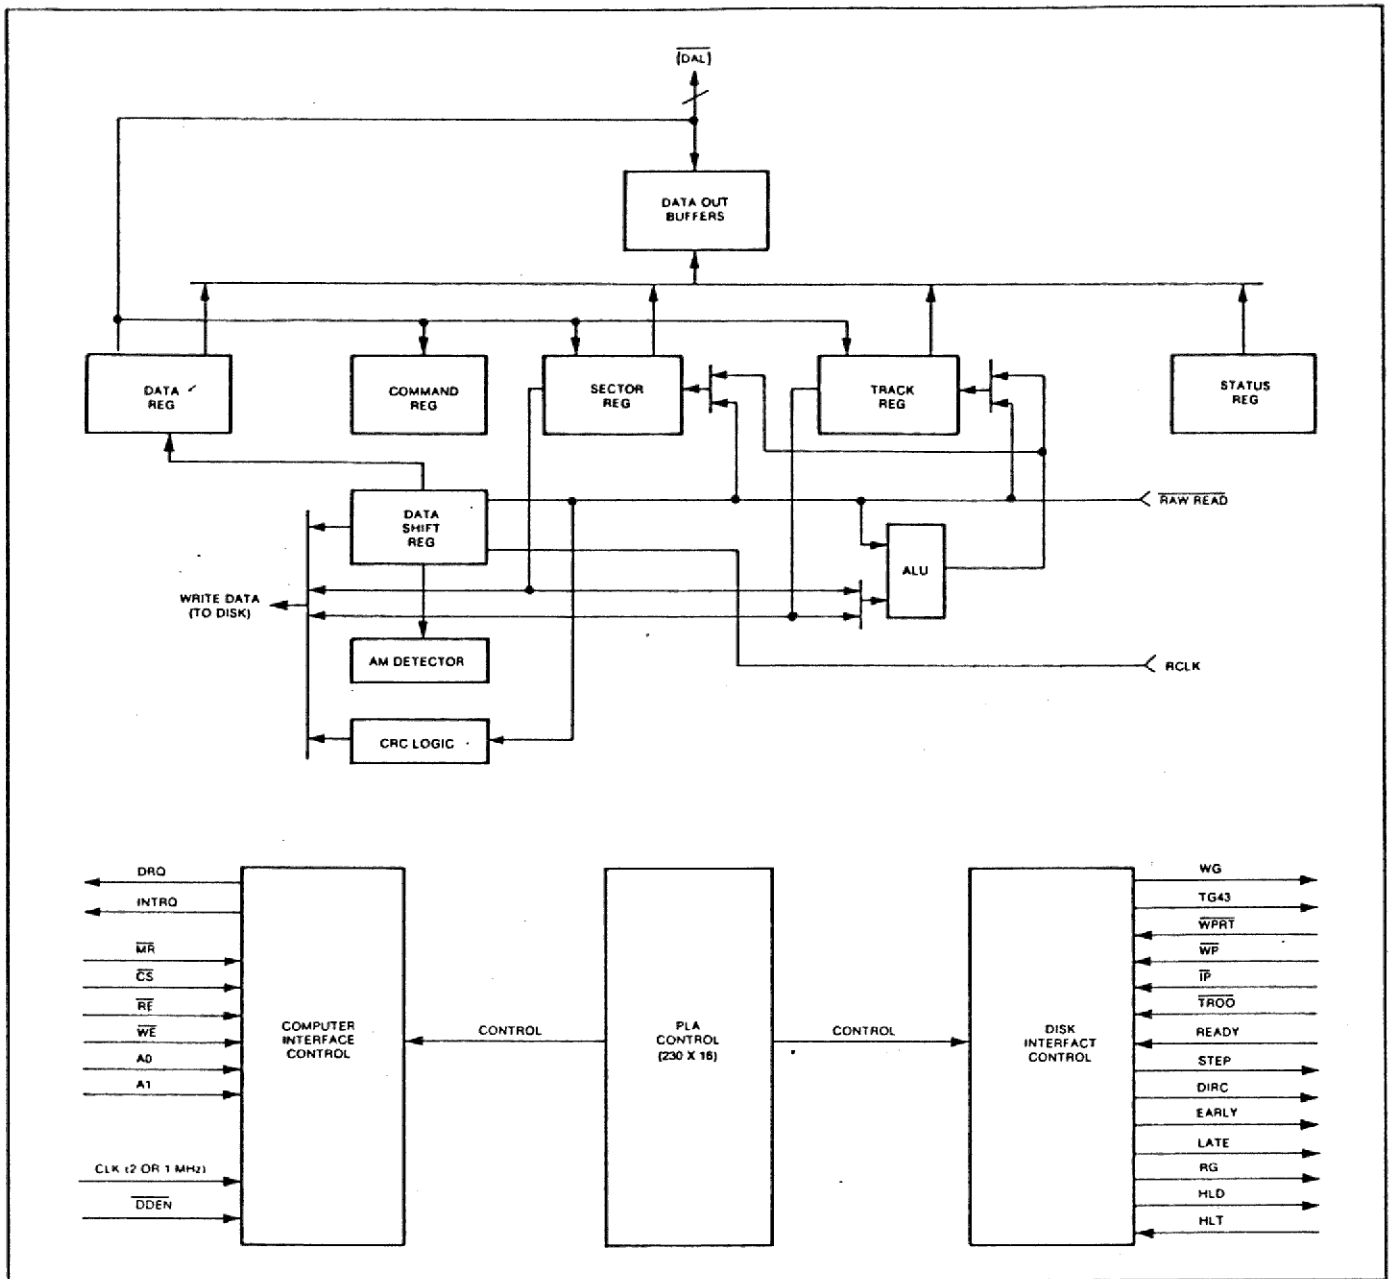 (DAL)
DATA OUT
BUFFERS
DATA
REG
COMMAND
REG
SECTOR
REG
TRACK
REG
STATUS
REG
DATA
SHIFT
REG
RAW READ
ALU
WRITE DATA
(TO DISK)
AM DETECTOR
RCLK
CRC LOGIC
DRQ
INTRQ
MR
CS
RE
WE
A0
A1
CLK (2 OR 1 MHz)
DDEN
COMPUTER
INTERFACE
CONTROL
CONTROL
PLA
CONTROL
(230 X 16)
CONTROL
DISK
INTERFACT
CONTROL
WG
TG43
WPRT
WP
IP
TROO
READY
STEP
DIRC
EARLY
LATE
RG
HLD
HLT